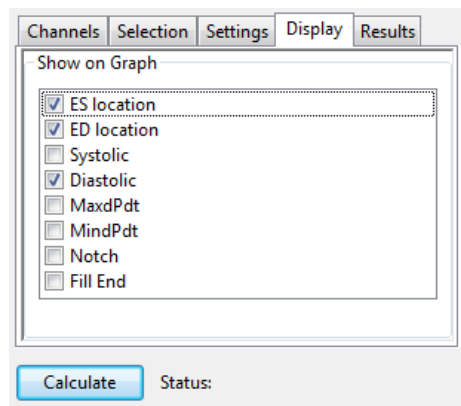 Channels Selection Settings Display Results
Show on Graph
ES location
ED location
Systolic
Diastolic
MaxdPdt
MindPdt
Notch
Fill End
Calculate Status: